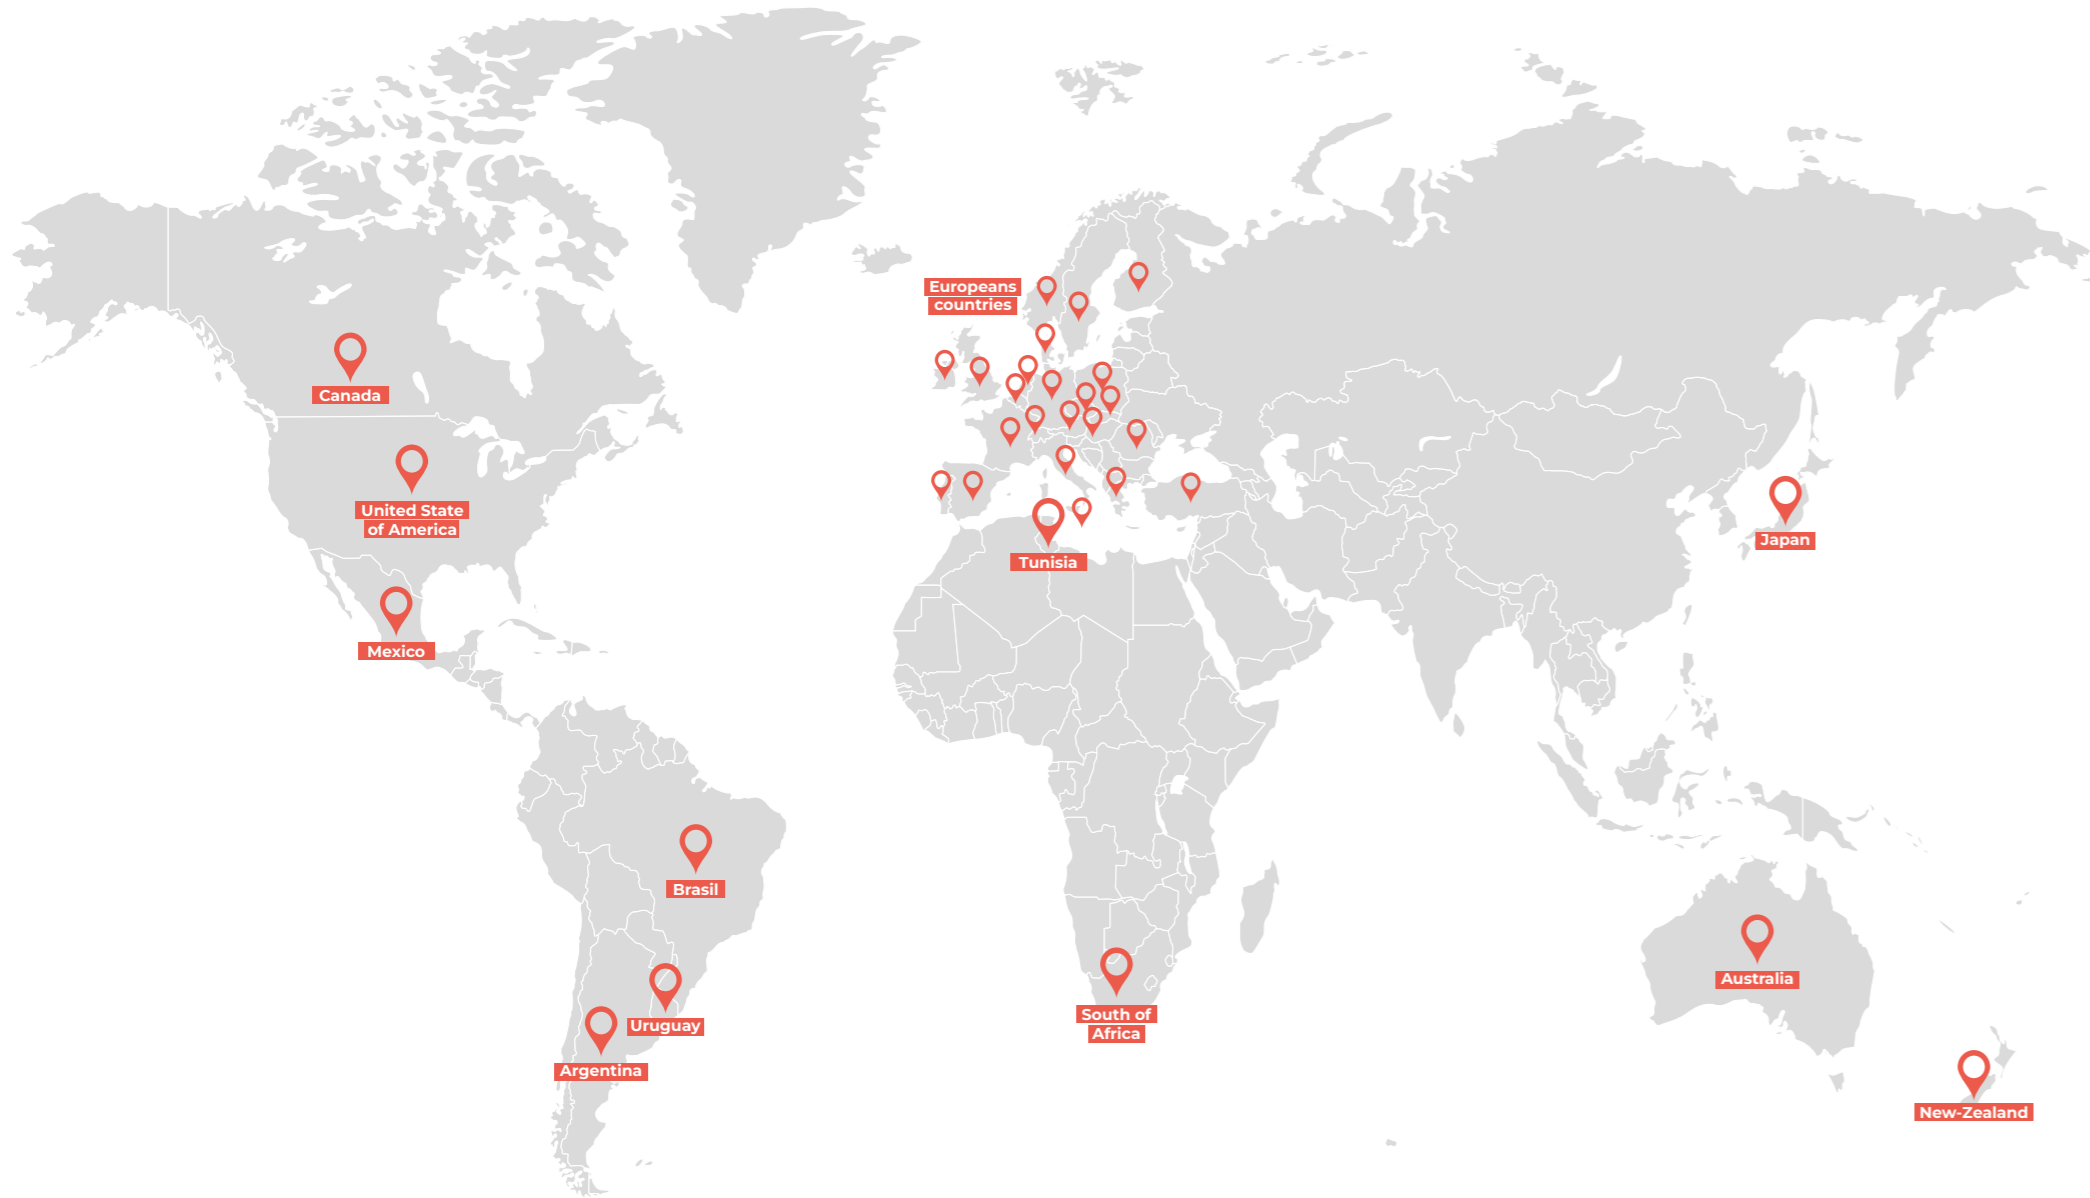 Europeans
countries
Canada
United State
of America
Japan
Tunisia
Mexico
Brasil
Australia
South of
Africa
Uruguay
Argentina
New-Zealand